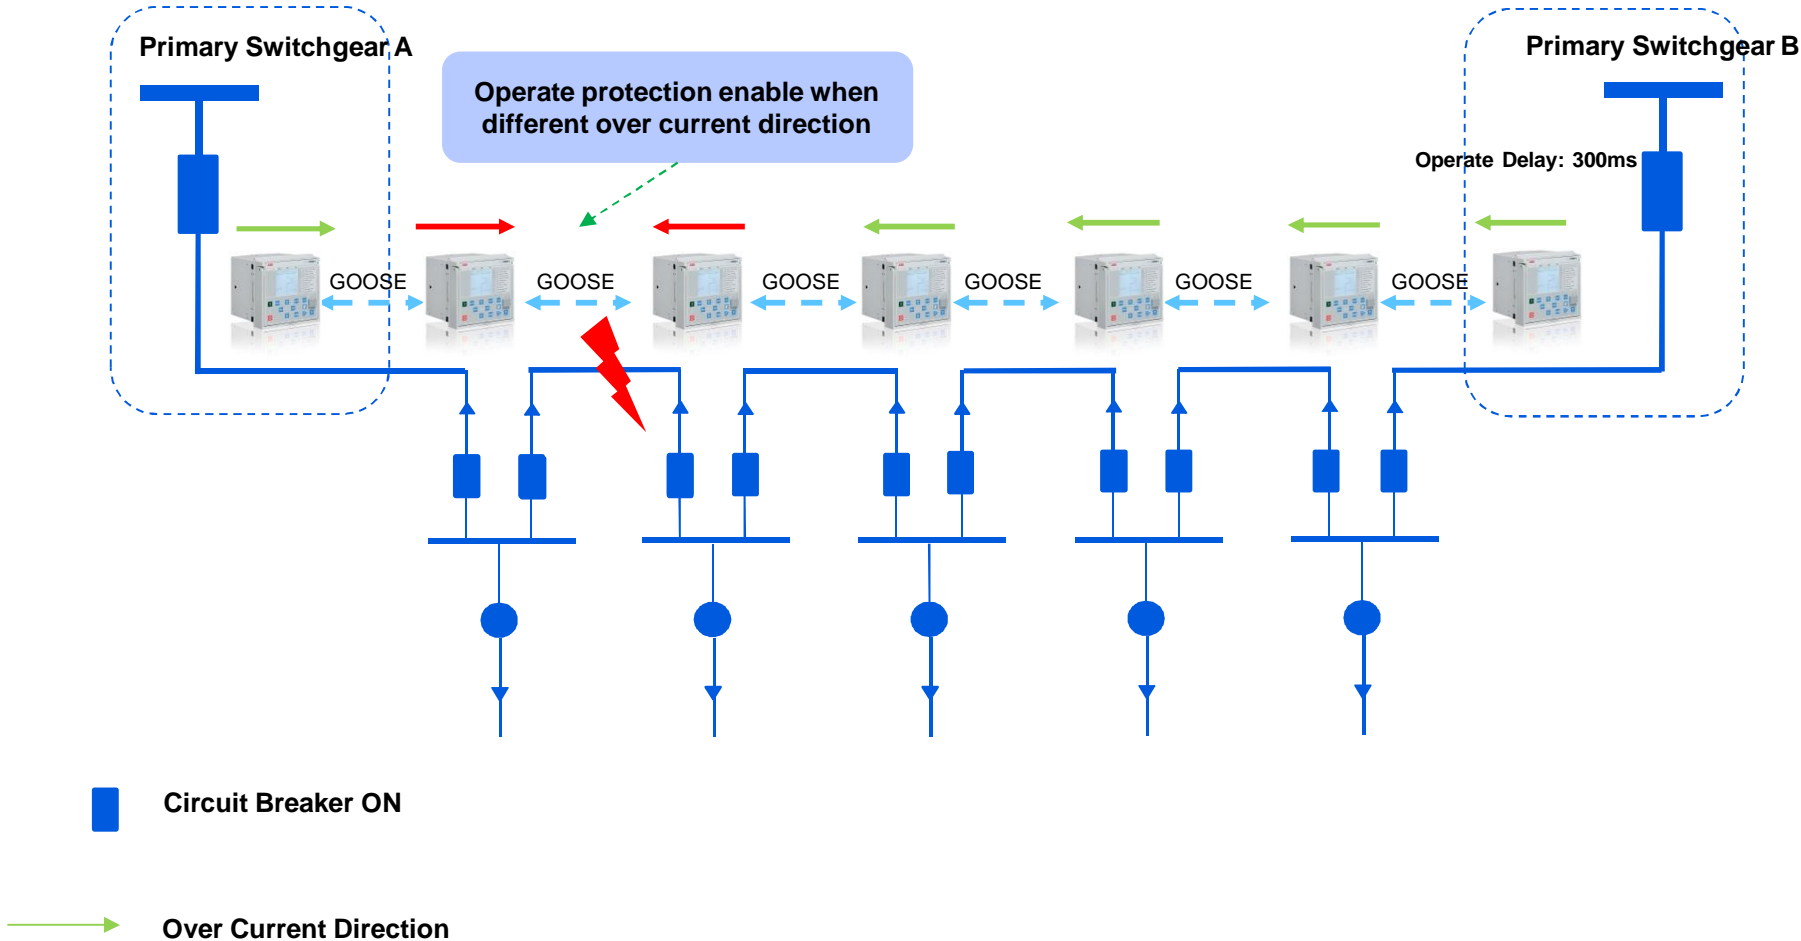 Primary Switchgear A
Primary Switchgear B
Operate protection enable when
different over current direction
Operate Delay: 300ms
GOOSE
GOOSE
GOOSE
GOOSE
GOOSE
GOOSE
Circuit Breaker ON
Over Current Direction